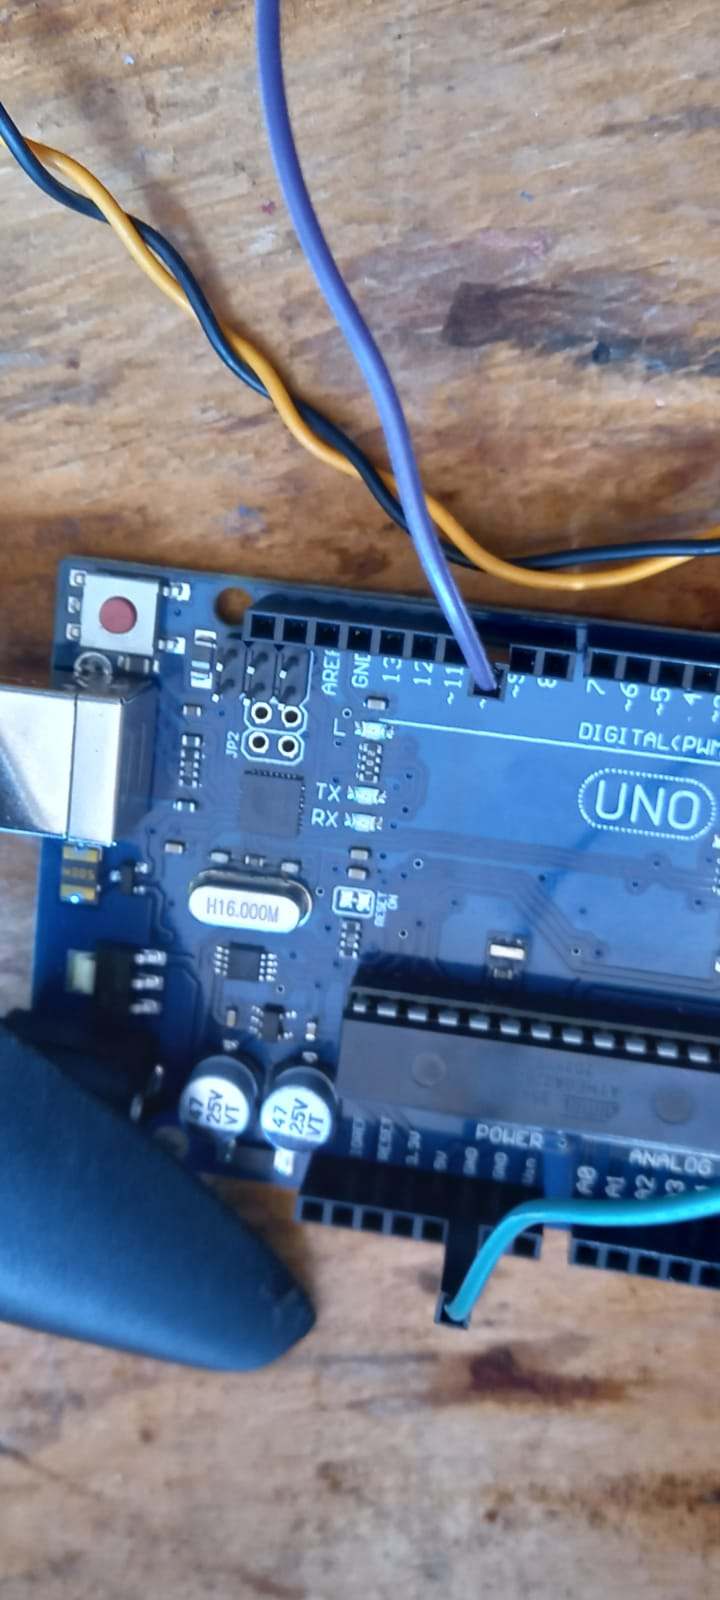 AREF
GND
13
12
~11
~9
8
7
~6
~5
4
JP2
L
TX
RX
DIGITAL(PWM
UNO
H16.000M
RESET
ON
47
25V
VT
47
25V
VT
IOREF
RESET
3.3V
5V
GND
GND
Vin
POWER
ANALOG
A0
A1
A2